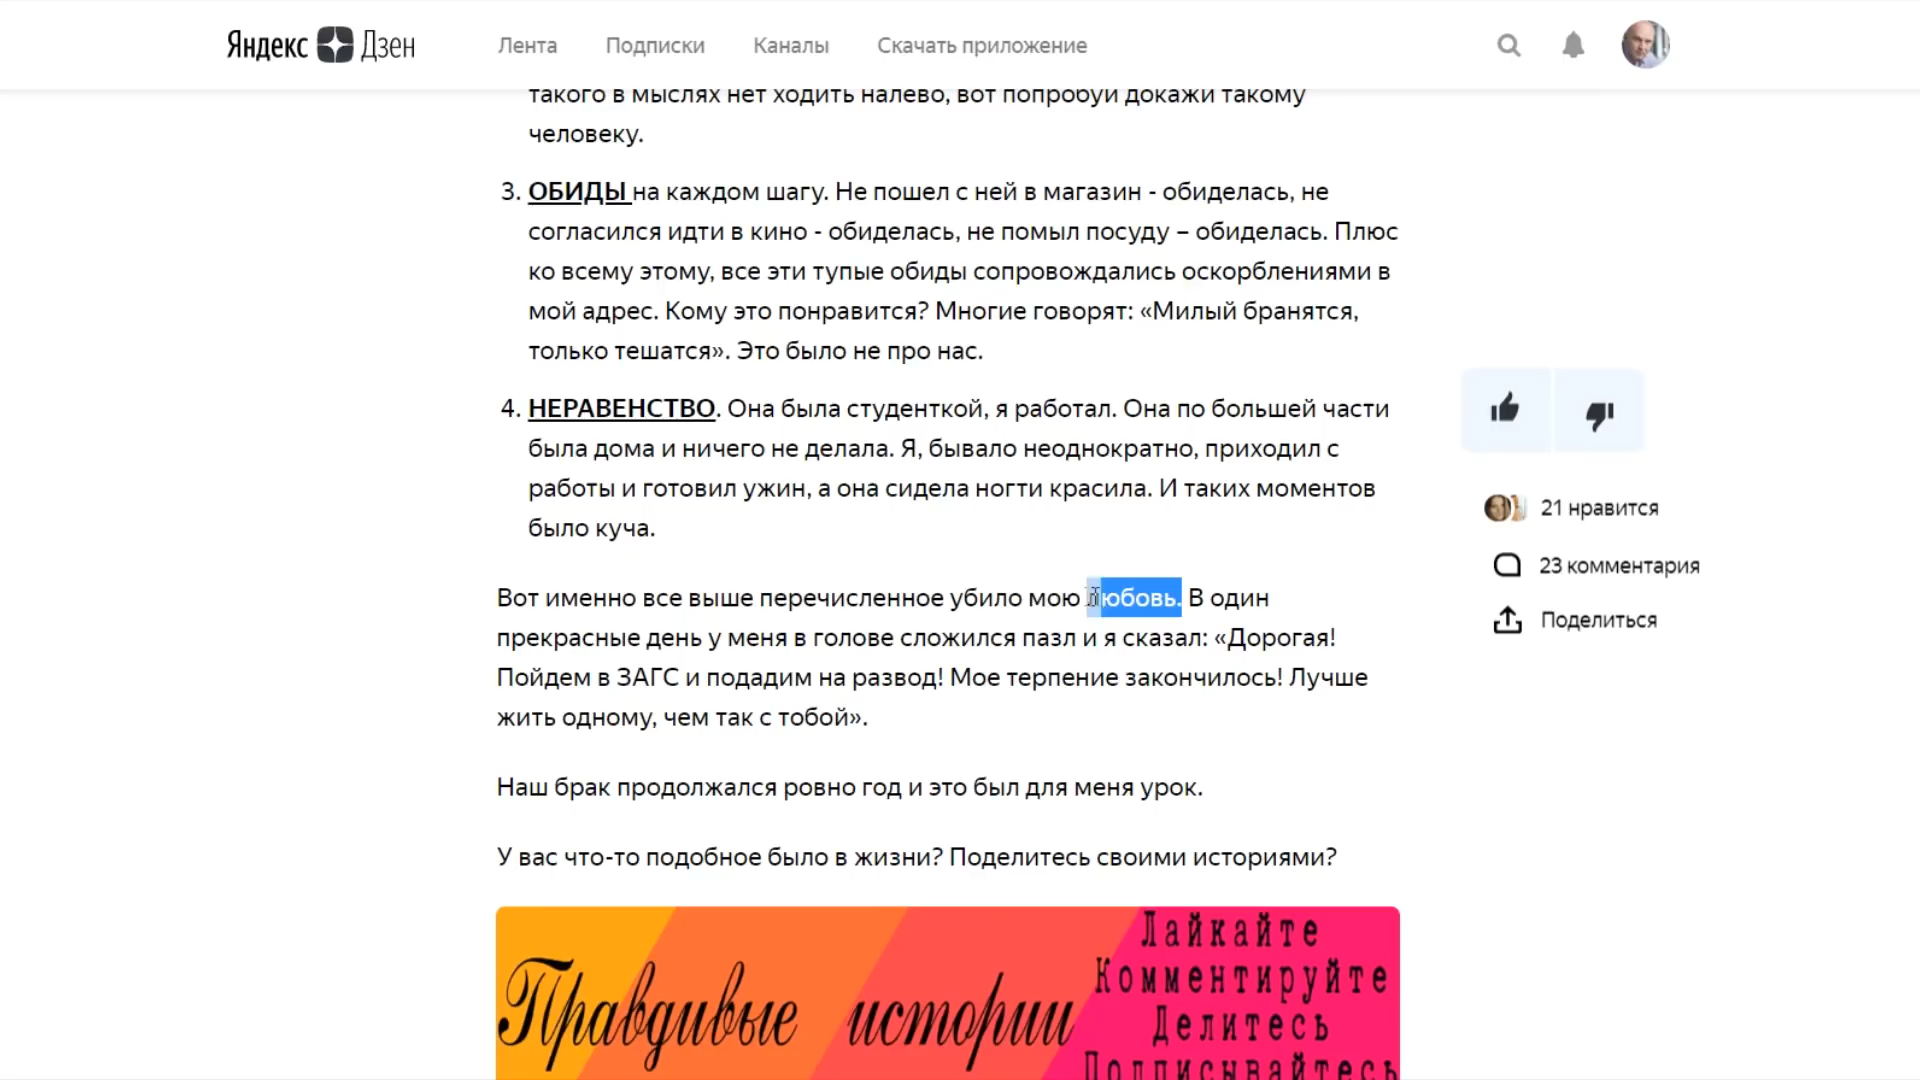 Яндекс Дзен Лента Подписки Каналы Скачать приложение
такого в мыслях нет ходить налево, вот попробуй докажи такому
человеку.
3. ОБИДЫ на каждом шагу. Не пошел с ней в магазин - обиделась, не
согласился идти в кино - обиделась, не помыл посуду – обиделась. Плюс
ко всему этому, все эти тупые обиды сопровождались оскорблениями в
мой адрес. Кому это понравится? Многие говорят: «Милый бранятся,
только тешатся». Это было не про нас.
4. НЕРАВЕНСТВО. Она была студенткой, я работал. Она по большей части
была дома и ничего не делала. Я, бывало неоднократно, приходил с
работы и готовил ужин, а она сидела ногти красила. И таких моментов
было куча.
Вот именно все выше перечисленное убило мою любовь. В один
прекрасные день у меня в голове сложился пазл и я сказал: «Дорогая!
Пойдем в ЗАГС и подадим на развод! Мое терпение закончилось! Лучше
жить одному, чем так с тобой».
Наш брак продолжался ровно год и это был для меня урок.
У вас что-то подобное было в жизни? Поделитесь своими историями?
21 нравится
23 комментария
Поделиться
Правдивые истории
Лайкайте
Комментируйте
Делитесь
Подписывайтесь